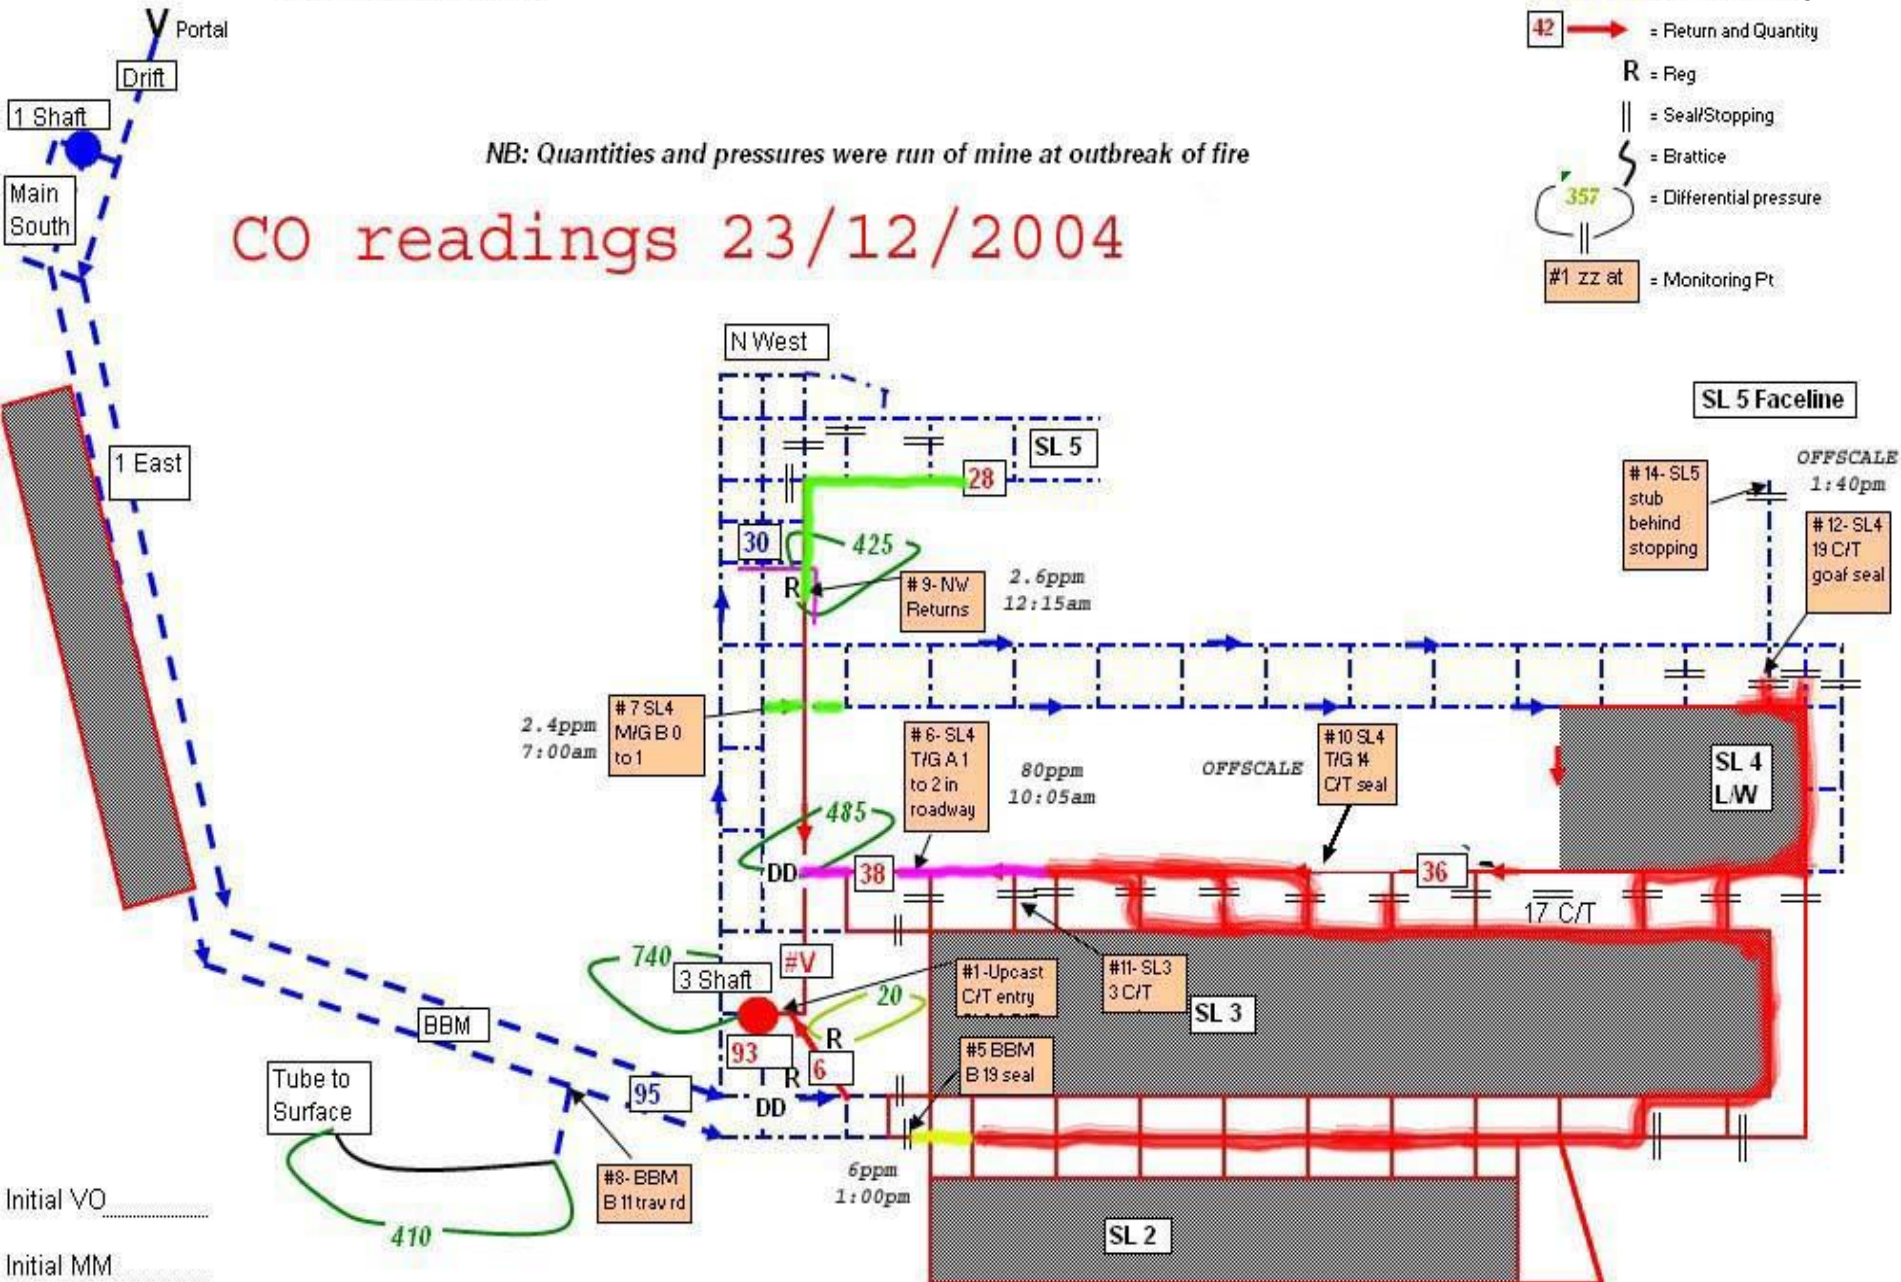 V Portal
Drift
1 Shaft
Main
South
42 = Return and Quantity
R = Reg
= Seal/Stopping
= Brattice
357 = Differential pressure
#1 zz at = Monitoring Pt
NB: Quantities and pressures were run of mine at outbreak of fire
CO readings 23/12/2004
N West
SL 5
28
30
425
R
# 9- NW
Returns
2.6ppm
12:15am
SL 5 Faceline
OFFSCALE
1:40pm
# 14- SL5
stub
behind
stopping
# 12- SL4
19 C/T
goaf seal
1 East
2.4ppm
7:00am
# 7 SL4
M/G B 0
to 1
# 6- SL4
T/G A 1
to 2 in
roadway
80ppm
10:05am
OFFSCALE
#10 SL4
T/G 14
C/T seal
SL 4
L/W
485
DD
38
36
17 C/T
740
3 Shaft
#V
#1-Upcast
C/T entry
#11- SL3
3 C/T
SL 3
20
R
93
6
R
DD
#5 BBM
B 19 seal
BBM
95
Tube to
Surface
410
#8- BBM
B 11 trav rd
6ppm
1:00pm
SL 2
Initial VO
Initial MM